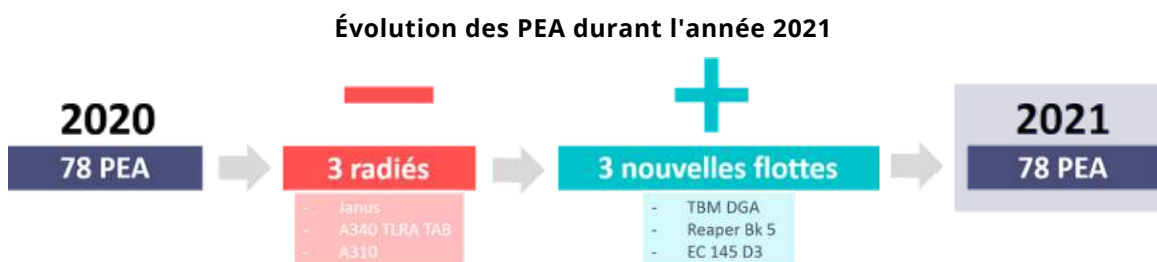 Évolution des PEA durant l'année 2021
2020
78 PEA
3 radiés
- Janus
- A340 TLRA TAB
- A310
3 nouvelles flottes
- TBM DGA
- Reaper Bk 5
- EC 145 D3
2021
78 PEA